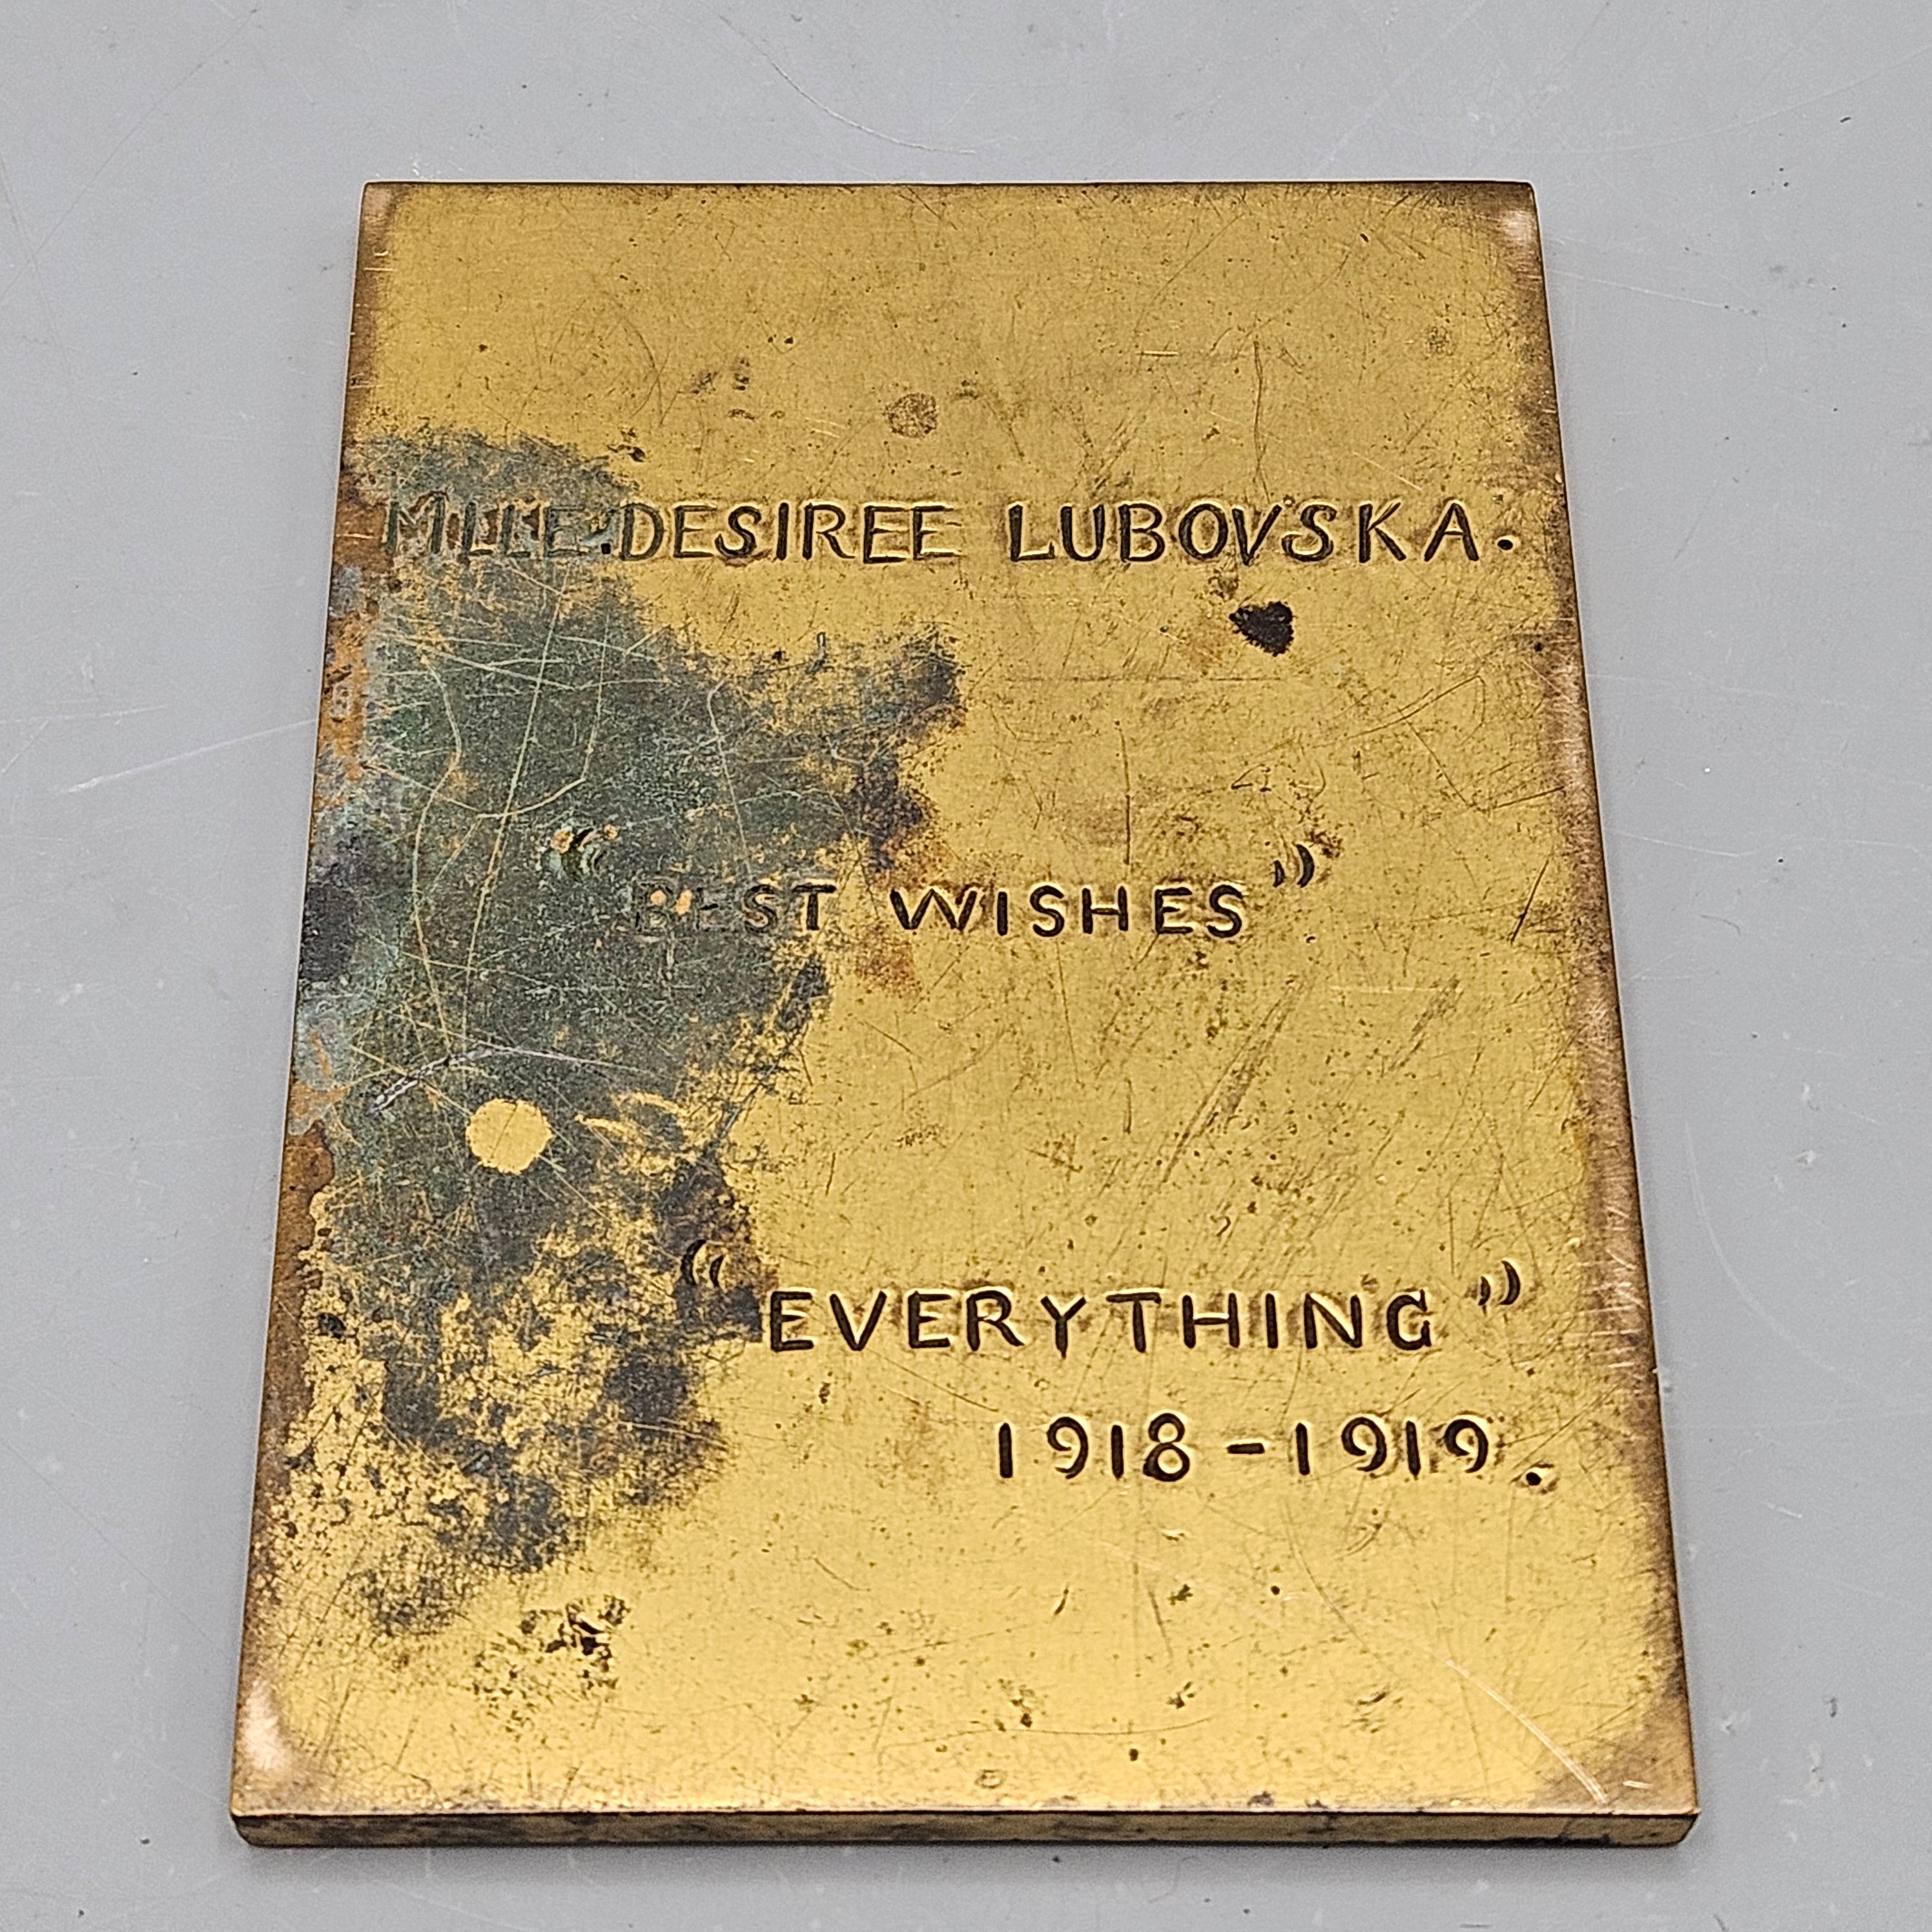 MLLE. DESIREE LUBOVSKA.
"BEST WISHES"
"EVERYTHING"
1918-1919.